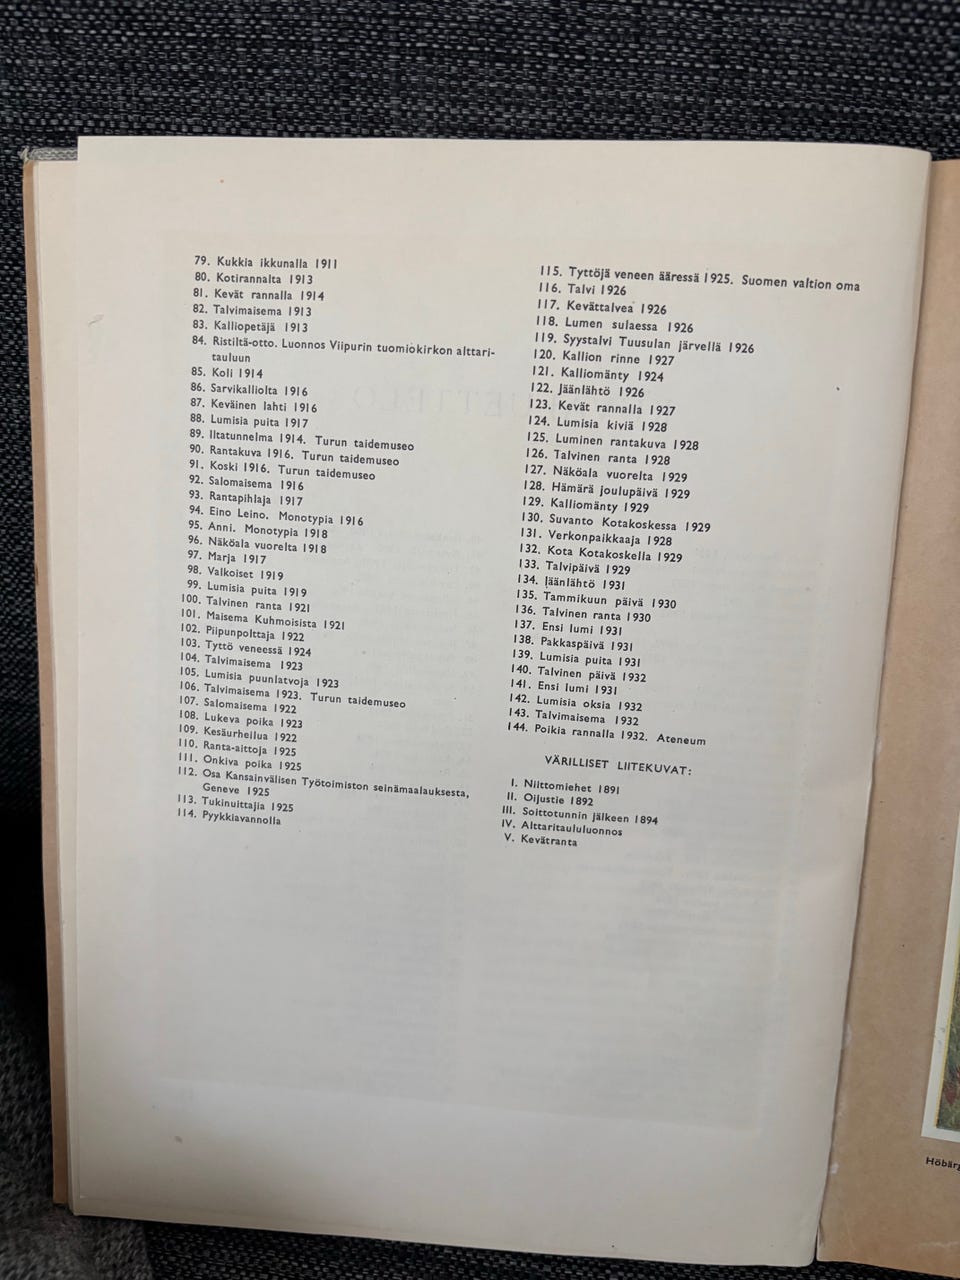 79. Kukkia ikkunalla 1911
80. Kotirannalta 1913
81. Kevät rannalla 1914
82. Talvimaisema 1913
83. Kalliopetäjä 1913
84. Ristiltä-otto. Luonnos Viipurin tuomiokirkon alttari-
tauluun
85. Koli 1914
86. Sarvikalliolta 1916
87. Keväinen lahti 1916
88. Lumisia puita 1917
89. Iltatunnelma 1914. Turun taidemuseo
90. Rantakuva 1916. Turun taidemuseo
91. Koski 1916. Turun taidemuseo
92. Salomaisema 1916
93. Rantapihlaja 1917
94. Eino Leino. Monotypia 1916
95. Anni. Monotypia 1918
96. Näköala vuorelta 1918
97. Marja 1917
98. Valkoiset 1919
99. Lumisia puita 1919
100. Talvinen ranta 1921
101. Maisema Kuhmoisista 1921
102. Piipunpolttaja 1922
103. Tyttö veneessä 1924
104. Talvimaisema 1923
105. Lumisia puunlatvoja 1923
106. Talvimaisema 1923. Turun taidemuseo
107. Salomaisema 1922
108. Lukeva poika 1923
109. Kesäurheilua 1922
110. Ranta-aittoja 1925
111. Onkiva poika 1925
112. Osa Kansainvälisen Työtoimiston seinämaalauksesta,
Geneve 1925
113. Tukinuittajia 1925
114. Pyykkiavannolla
115. Tyttöjä veneen ääressä 1925. Suomen valtion oma
116. Talvi 1926
117. Kevättalvea 1926
118. Lumen sulaessa 1926
119. Syystalvi Tuusulan järvellä 1926
120. Kallion rinne 1927
121. Kalliomänty 1924
122. Jäänlähtö 1926
123. Kevät rannalla 1927
124. Lumisia kiviä 1928
125. Luminen rantakuva 1928
126. Talvinen ranta 1928
127. Näköala vuorelta 1929
128. Hämärä joulupäivä 1929
129. Kalliomänty 1929
130. Suvanto Kotakoskessa 1929
131. Verkonpaikkaaja 1928
132. Kota Kotakoskella 1929
133. Talvipäivä 1929
134. Jäänlähtö 1931
135. Tammikuun päivä 1930
136. Talvinen ranta 1930
137. Ensi lumi 1931
138. Pakkaspäivä 1931
139. Lumisia puita 1931
140. Talvinen päivä 1932
141. Ensi lumi 1931
142. Lumisia oksia 1932
143. Talvimaisema 1932
144. Poikia rannalla 1932. Ateneum
VÄRILLISET LIITEKUVAT:
I. Niittomiehet 1891
II. Oijustie 1892
III. Soittotunnin jälkeen 1894
IV. Alttaritaululuonnos
V. Kevätranta